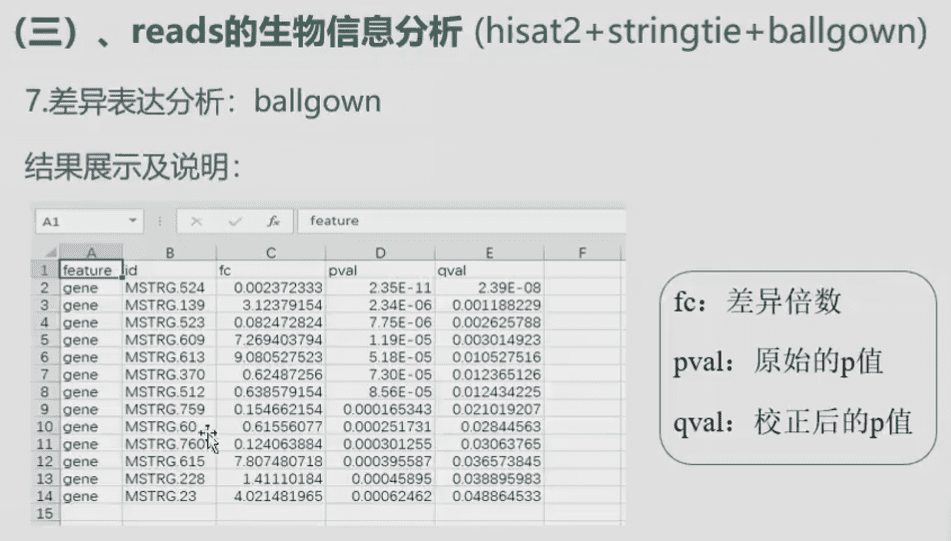 (三) 、reads的生物信息分析 (hisat2+stringtie+ballgown)
7.差异表达分析：ballgown
结果展示及说明：
A1 fx feature
A B C D E F
1 feature id fc pval qval
2 gene MSTRG.524 0.002372333 2.35E-11 2.39E-08
3 gene MSTRG.139 3.12379154 2.34E-06 0.001188229
4 gene MSTRG.523 0.082472824 7.75E-06 0.002625788
5 gene MSTRG.609 7.269403794 1.19E-05 0.003014923
6 gene MSTRG.613 9.080527523 5.18E-05 0.010527516
7 gene MSTRG.370 0.62487256 7.30E-05 0.012365126
8 gene MSTRG.512 0.638579154 8.56E-05 0.012434225
9 gene MSTRG.759 0.154662154 0.000165343 0.021019207
10 gene MSTRG.60 0.61556077 0.000251731 0.02844563
11 gene MSTRG.760 0.124063884 0.000301255 0.03063765
12 gene MSTRG.615 7.807480718 0.000395587 0.036573845
13 gene MSTRG.228 1.41110184 0.00045895 0.038895983
14 gene MSTRG.23 4.021481965 0.00062462 0.048864533
15
fc：差异倍数
pval：原始的p值
qval：校正后的p值